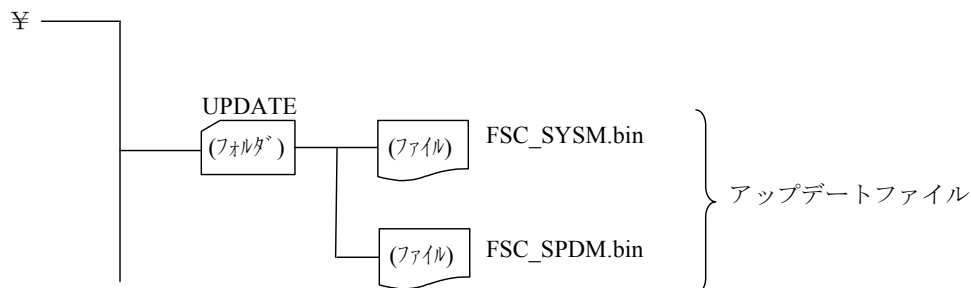 ¥
UPDATE
(ﾌｫﾙﾀﾞ)
(ﾌｧｲﾙ)
FSC_SYSM.bin
アップデートファイル
(ﾌｧｲﾙ)
FSC_SPDM.bin